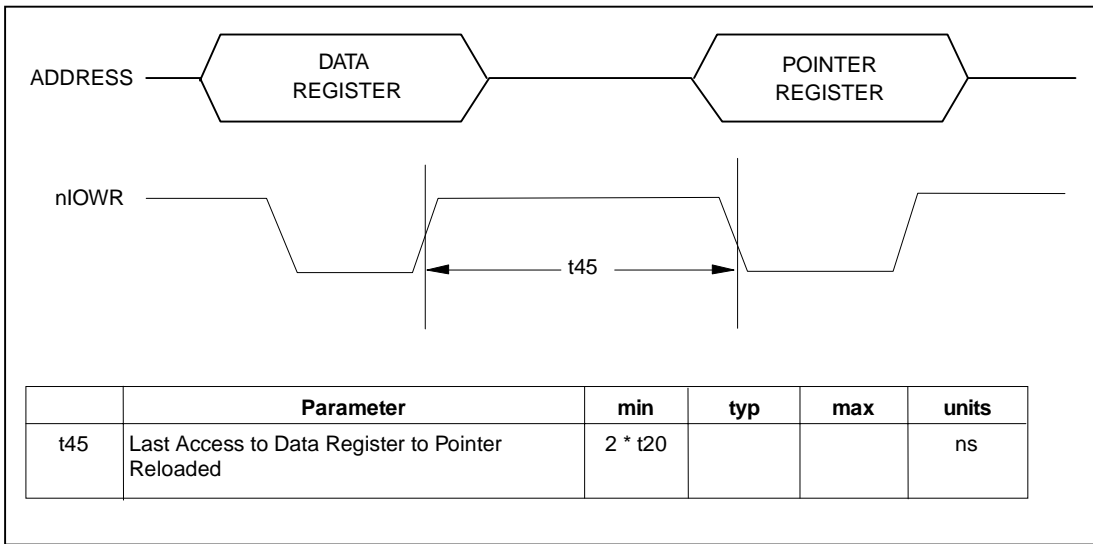 DATA
REGISTER
POINTER
REGISTER
ADDRESS
nIOWR
t45
Parameter min typ max units
t45 Last Access to Data Register to Pointer Reloaded 2 * t20 ns